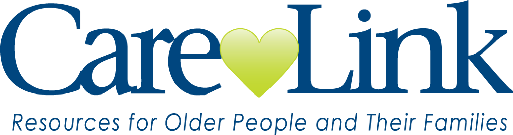 Care Link
Resources for Older People and Their Families